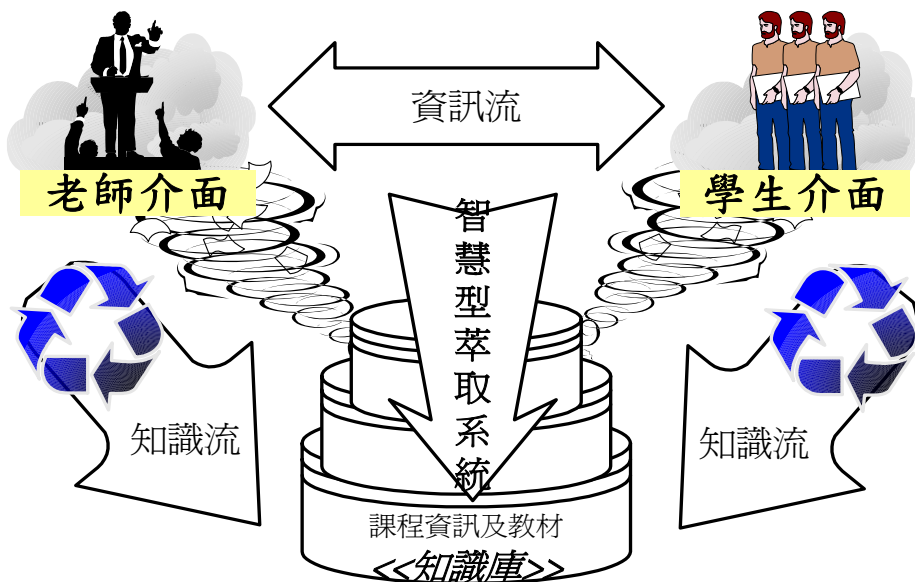 資訊流
老師介面
學生介面
智慧型萃取系統
知識流
知識流
課程資訊及教材
<<知識庫>>